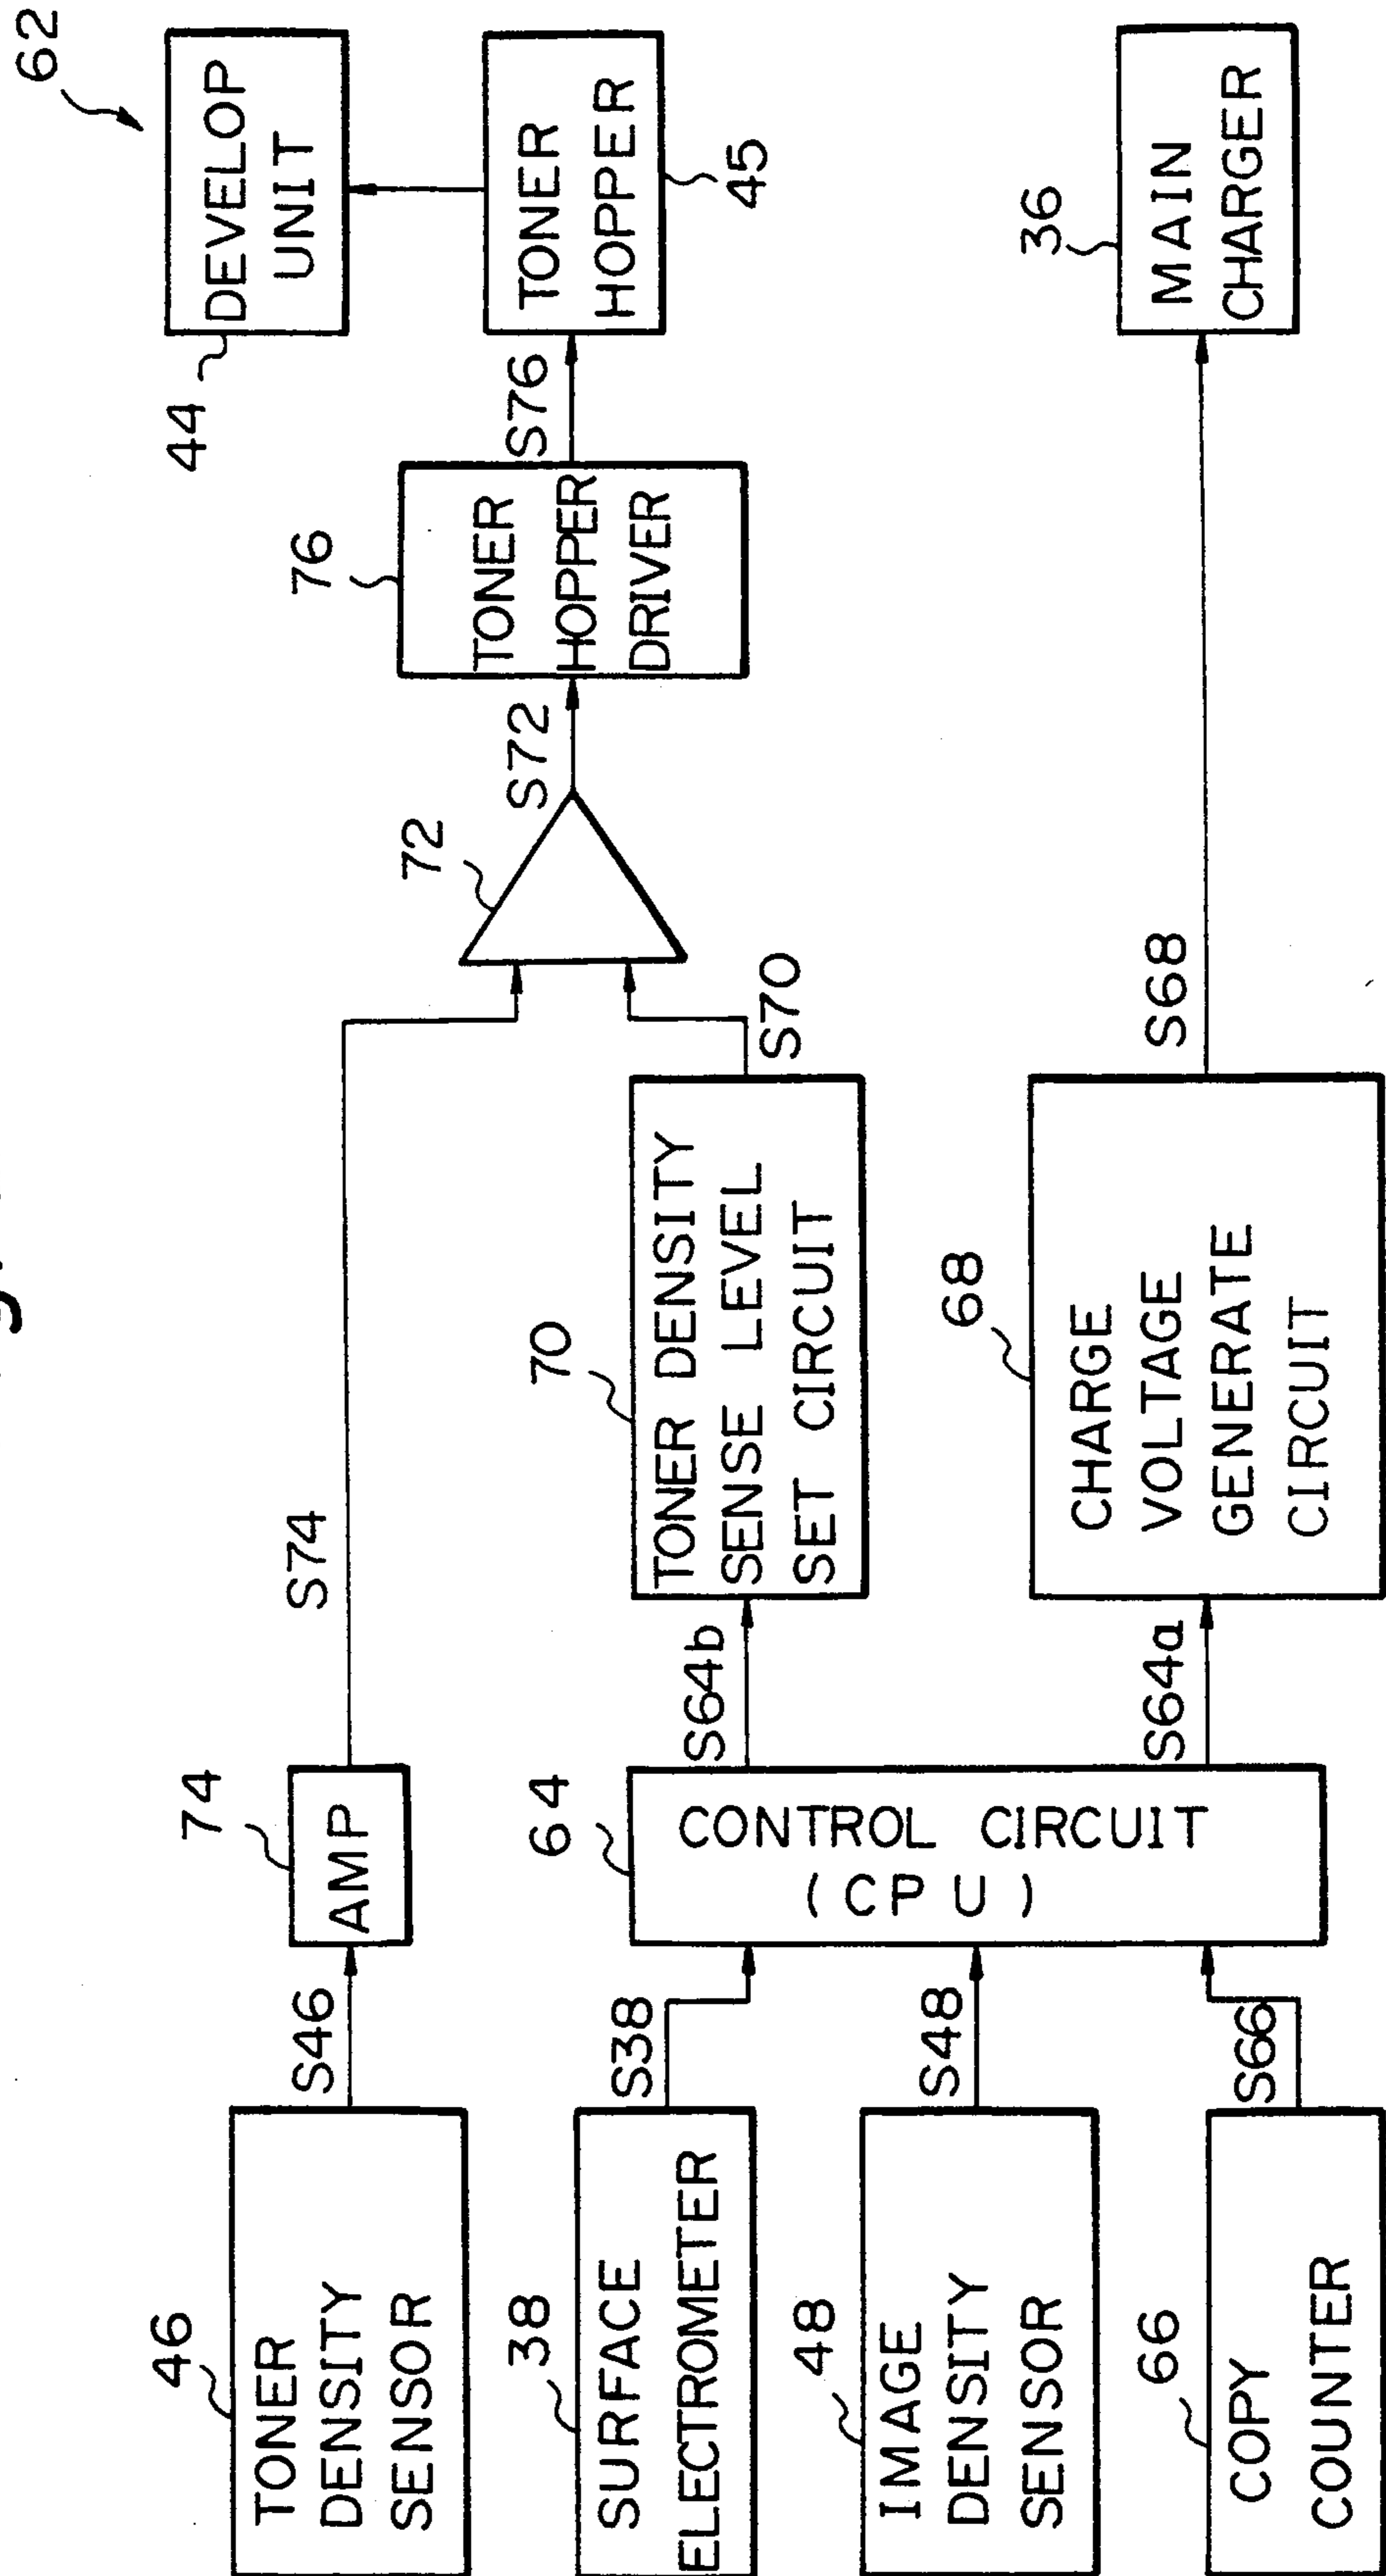 62
44
DEVELOP
UNIT
TONER
HOPPER
45
S76
76
TONER
HOPPER
DRIVER
S72
72
S74
74
AMP
S46
46
TONER
DENSITY
SENSOR
S70
70
TONER DENSITY
SENSE LEVEL
SET CIRCUIT
S64b
64
CONTROL CIRCUIT
(CPU)
S38
38
SURFACE
ELECTROMETER
S48
48
IMAGE
DENSITY
SENSOR
S66
66
COPY
COUNTER
S64a
68
CHARGE
VOLTAGE
GENERATE
CIRCUIT
S68
36
MAIN
CHARGER